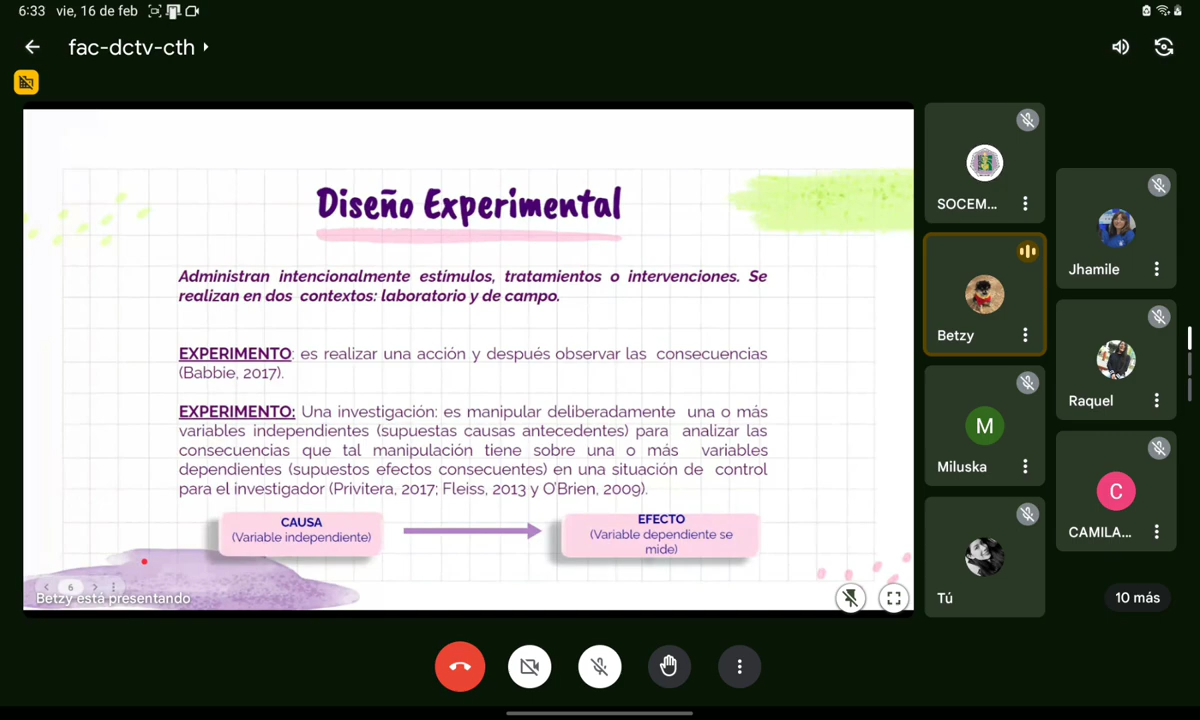 6:33 vie, 16 de feb
fac-dctv-cth
Diseño Experimental
Administran intencionalmente estímulos, tratamientos o intervenciones. Se
realizan en dos contextos: laboratorio y de campo.
EXPERIMENTO: es realizar una acción y después observar las consecuencias
(Babbie, 2017).
EXPERIMENTO: Una investigación: es manipular deliberadamente una o más
variables independientes (supuestas causas antecedentes) para analizar las
consecuencias que tal manipulación tiene sobre una o más variables
dependientes (supuestos efectos consecuentes) en una situación de control
para el investigador (Privitera, 2017; Fleiss, 2013 y O'Brien, 2009).
CAUSA
(Variable independiente)
EFECTO
(Variable dependiente se
mide)
6
Betzy está presentando
SOCEM...
Betzy
M
Miluska
Tú
Jhamile
Raquel
C
CAMILA...
10 más